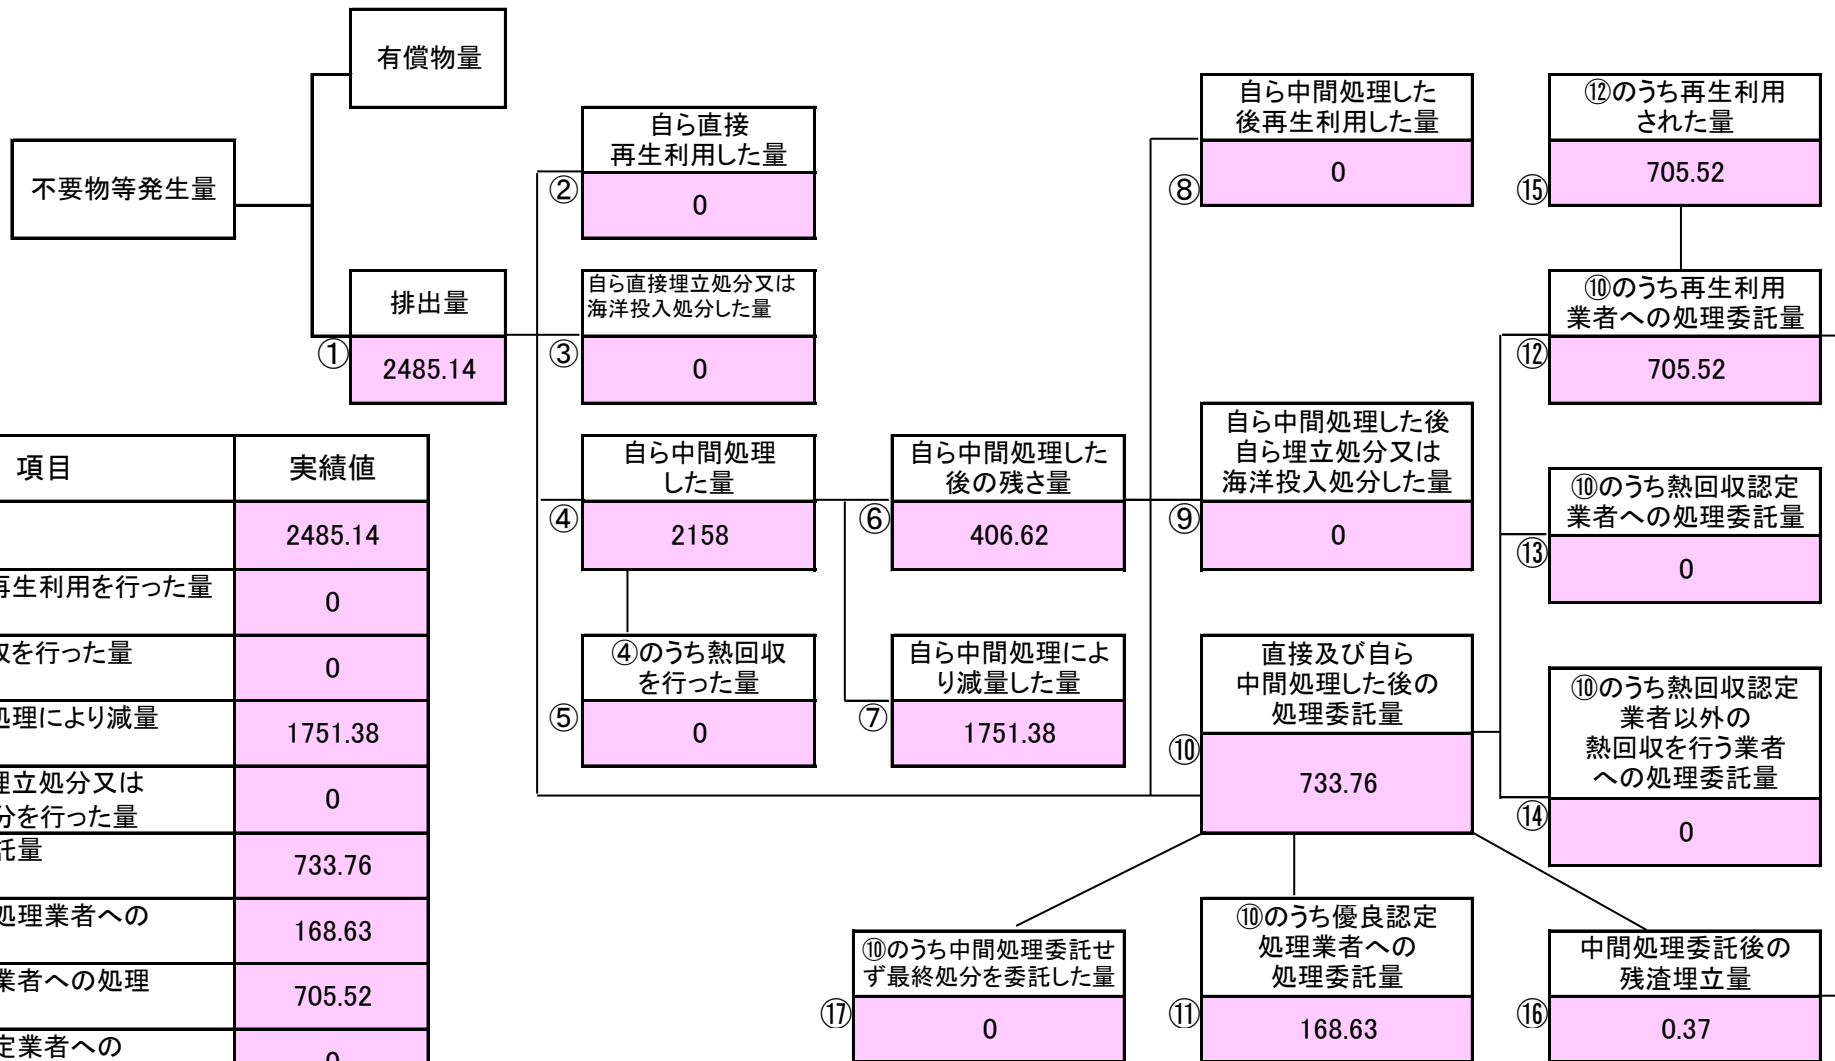 有償物量
不要物等発生量
排出量
①
2485.14
自ら直接
再生利用した量
②
0
自ら直接埋立処分又は
海洋投入処分した量
③
0
自ら中間処理
した量
④
2158
④のうち熱回収
を行った量
⑤
0
自ら中間処理した
後の残さ量
⑥
406.62
自ら中間処理によ
り減量した量
⑦
1751.38
自ら中間処理した
後再生利用した量
⑧
0
自ら中間処理した後
自ら埋立処分又は
海洋投入処分した量
⑨
0
直接及び自ら
中間処理した後の
処理委託量
⑩
733.76
⑫のうち再生利用
された量
⑮
705.52
⑩のうち再生利用
業者への処理委託量
⑫
705.52
⑩のうち熱回収認定
業者への処理委託量
⑬
0
⑩のうち熱回収認定
業者以外の
熱回収を行う業者
への処理委託量
⑭
0
⑩のうち中間処理委託せ
ず最終処分を委託した量
⑰
0
⑩のうち優良認定
処理業者への
処理委託量
⑪
168.63
中間処理委託後の
残渣埋立量
⑯
0.37
項目 実績値
2485.14
再生利用を行った量
0
収を行った量
0
処理により減量
1751.38
埋立処分又は
分を行った量
0
託量
733.76
処理業者への
168.63
業者への処理
705.52
定業者への
0